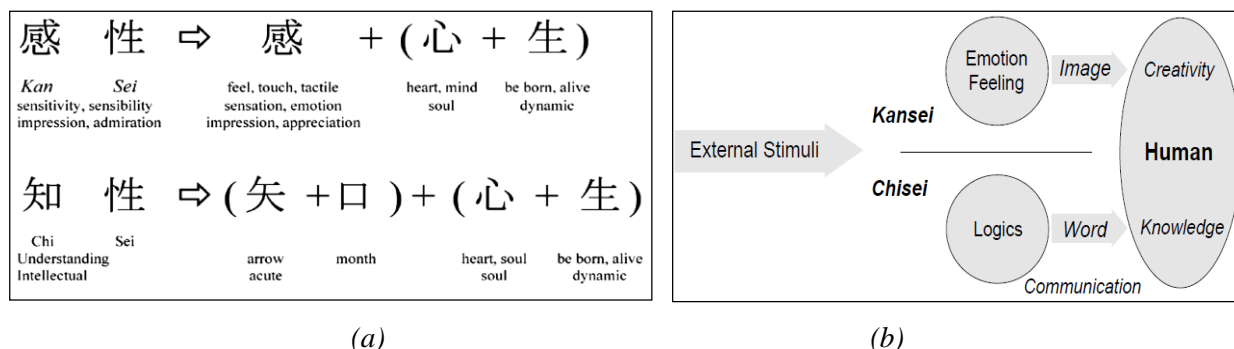 感 性 ⇨ 感 + ( 心 + 生 )
Kan Sei feel, touch, tactile heart, mind be born, alive
sensitivity, sensibility sensation, emotion soul dynamic
impression, admiration impression, appreciation
知 性 ⇨ ( 矢 + 口 ) + ( 心 + 生 )
Chi Sei
Understanding arrow month heart, soul be born, alive
Intellectual acute soul dynamic
(a)
External Stimuli
Kansei
Chisei
Emotion
Feeling
Image
Creativity
Human
Logics
Word
Knowledge
Communication
(b)